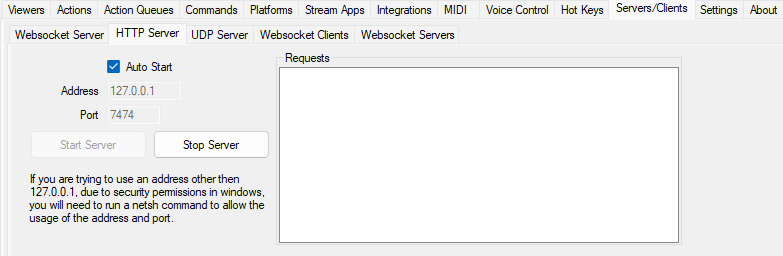 Viewers Actions Action Queues Commands Platforms Stream Apps Integrations MIDI Voice Control Hot Keys Servers/Clients Settings About
Websocket Server HTTP Server UDP Server Websocket Clients Websocket Servers
Auto Start
Address 127.0.0.1
Port 7474
Start Server Stop Server
If you are trying to use an address other then
127.0.0.1, due to security permissions in windows,
you will need to run a netsh command to allow the
usage of the address and port.
Requests